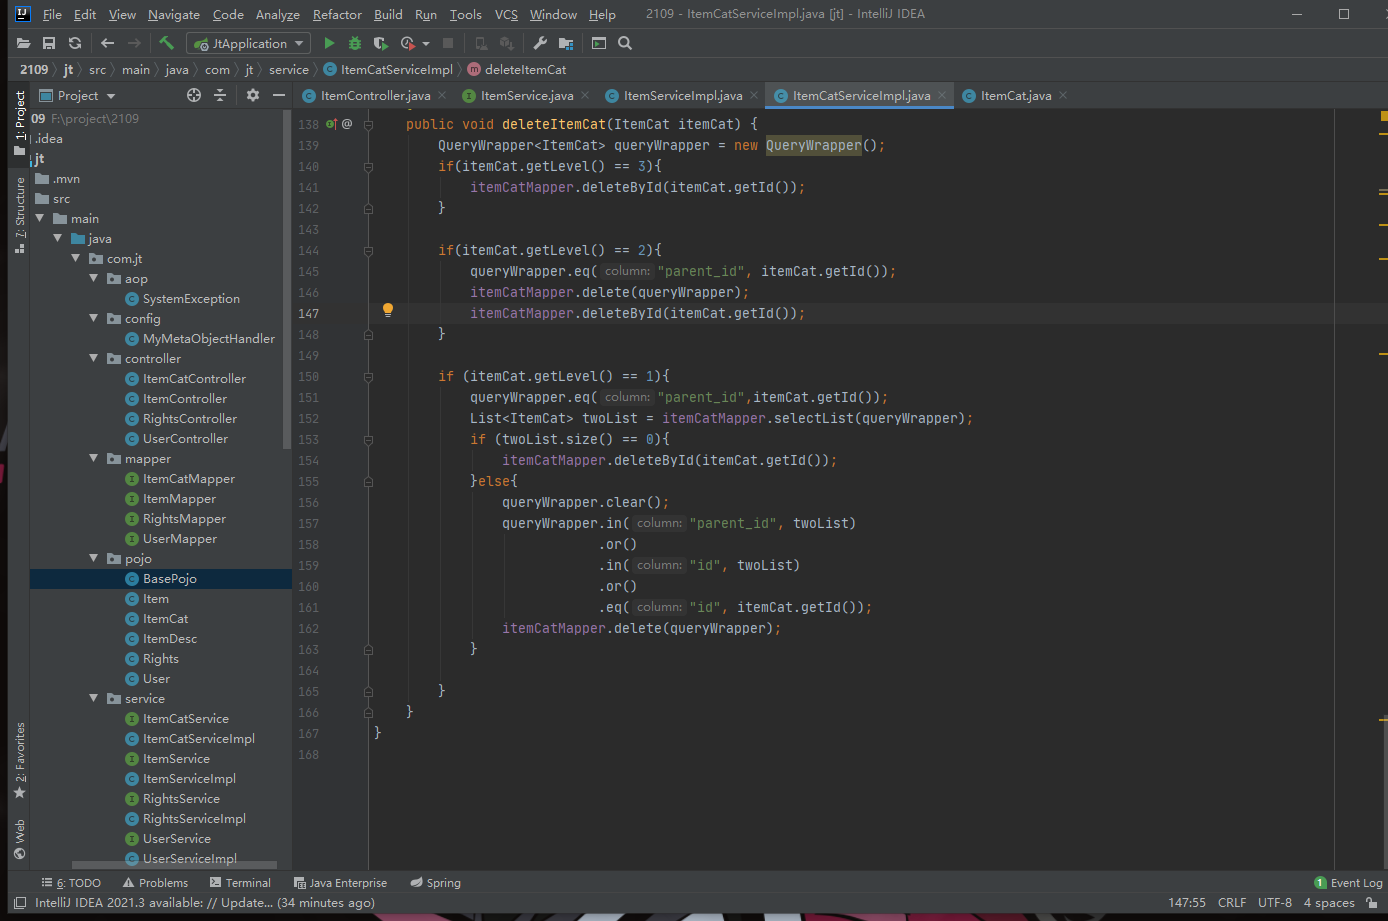 File Edit View Navigate Code Analyze Refactor Build Run Tools VCS Window Help 2109 - ItemCatServiceImpl.java [jt] - IntelliJ IDEA
JtApplication
2109 jt src main java com jt service ItemCatServiceImpl deleteItemCat
Project
ItemController.java ItemService.java ItemServiceImpl.java ItemCatServiceImpl.java ItemCat.java
1: Project
7: Structure
2: Favorites
Web
09 F:\project\2109
.idea
jt
.mvn
src
main
java
com.jt
aop
SystemException
config
MyMetaObjectHandler
controller
ItemCatController
ItemController
RightsController
UserController
mapper
ItemCatMapper
ItemMapper
RightsMapper
UserMapper
pojo
BasePojo
Item
ItemCat
ItemDesc
Rights
User
service
ItemCatService
ItemCatServiceImpl
ItemService
ItemServiceImpl
RightsService
RightsServiceImpl
UserService
UserServiceImpl
138 @ public void deleteItemCat(ItemCat itemCat) {
139 QueryWrapper<ItemCat> queryWrapper = new QueryWrapper();
140 if(itemCat.getLevel() == 3){
141 itemCatMapper.deleteById(itemCat.getId());
142 }
143
144 if(itemCat.getLevel() == 2){
145 queryWrapper.eq( column: "parent_id", itemCat.getId());
146 itemCatMapper.delete(queryWrapper);
147 itemCatMapper.deleteById(itemCat.getId());
148 }
149
150 if (itemCat.getLevel() == 1){
151 queryWrapper.eq( column: "parent_id",itemCat.getId());
152 List<ItemCat> twoList = itemCatMapper.selectList(queryWrapper);
153 if (twoList.size() == 0){
154 itemCatMapper.deleteById(itemCat.getId());
155 }else{
156 queryWrapper.clear();
157 queryWrapper.in( column: "parent_id", twoList)
158 .or()
159 .in( column: "id", twoList)
160 .or()
161 .eq( column: "id", itemCat.getId());
162 itemCatMapper.delete(queryWrapper);
163 }
164
165 }
166 }
167 }
168
6: TODO Problems Terminal Java Enterprise Spring 1 Event Log
IntelliJ IDEA 2021.3 available: // Update... (34 minutes ago) 147:55 CRLF UTF-8 4 spaces